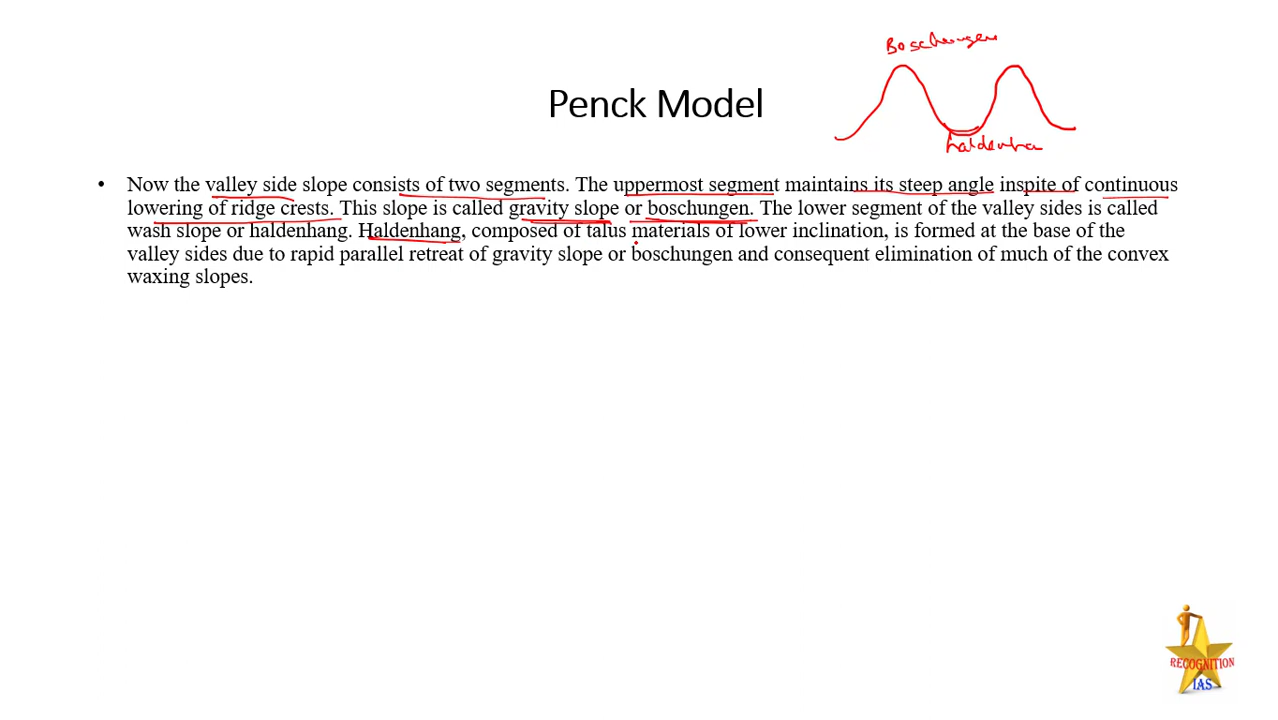 Boschungen
Penck Model
haldenha
• Now the valley side slope consists of two segments. The uppermost segment maintains its steep angle inspite of continuous
lowering of ridge crests. This slope is called gravity slope or boschungen. The lower segment of the valley sides is called
wash slope or haldenhang. Haldenhang, composed of talus materials of lower inclination, is formed at the base of the
valley sides due to rapid parallel retreat of gravity slope or boschungen and consequent elimination of much of the convex
waxing slopes.
RECOGNITION
IAS